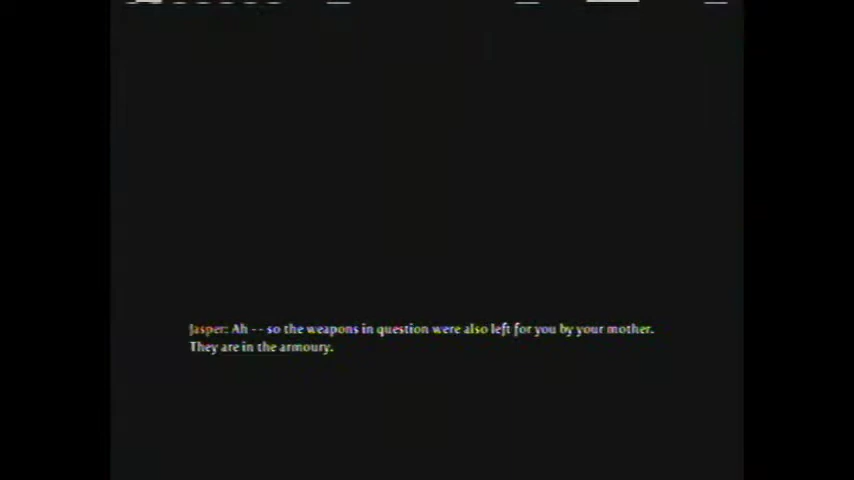 Jasper: Ah -- so the weapons in question were also left for you by your mother.
They are in the armoury.